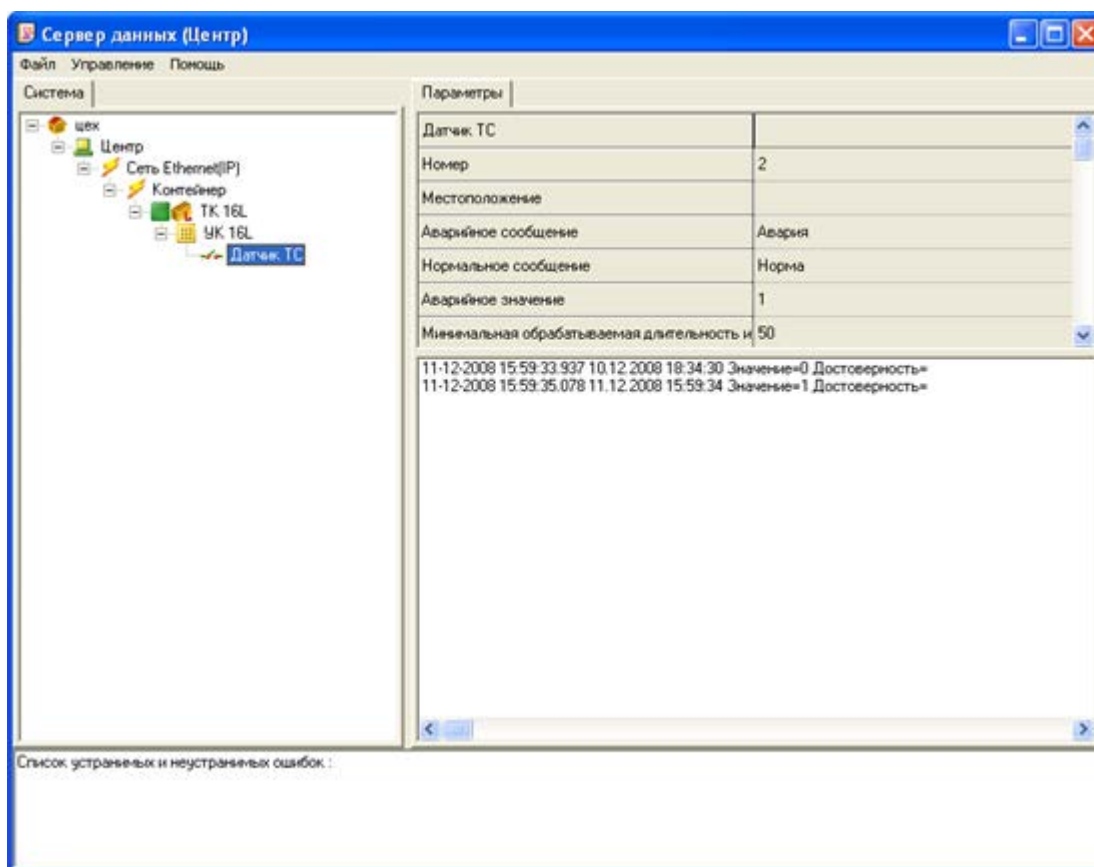 Сервер данных (Центр)
Файл Управление Помощь
Система
цех
Центр
Сеть Ethernet(IP)
Контейнер
ТК 16L
УК 16L
Датчик ТС
Параметры
Датчик ТС
Номер 2
Местоположение
Аварийное сообщение Авария
Нормальное сообщение Норма
Аварийное значение 1
Минимальная обрабатываемая длительность и 50
11-12-2008 15:59:33.937 10.12.2008 18:34:30 Значение=0 Достоверность=
11-12-2008 15:59:35.078 11.12.2008 15:59:34 Значение=1 Достоверность=
Список устранимых и неустранимых ошибок :